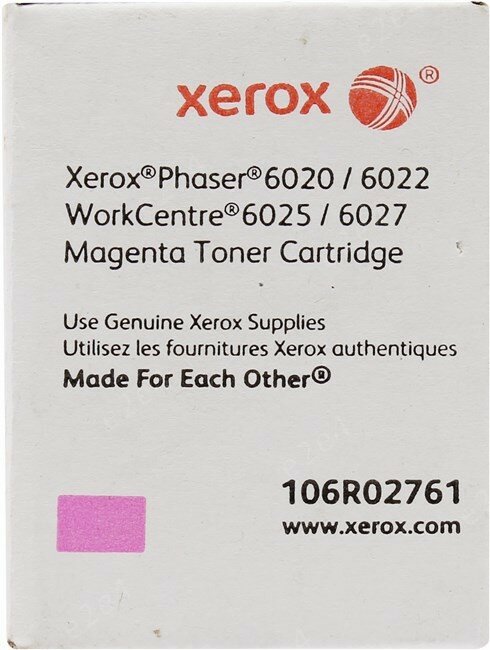 xerox®
Xerox®Phaser®6020 / 6022
WorkCentre®6025 / 6027
Magenta Toner Cartridge
Use Genuine Xerox Supplies
Utilisez les fournitures Xerox authentiques
Made For Each Other®
106R02761
www.xerox.com